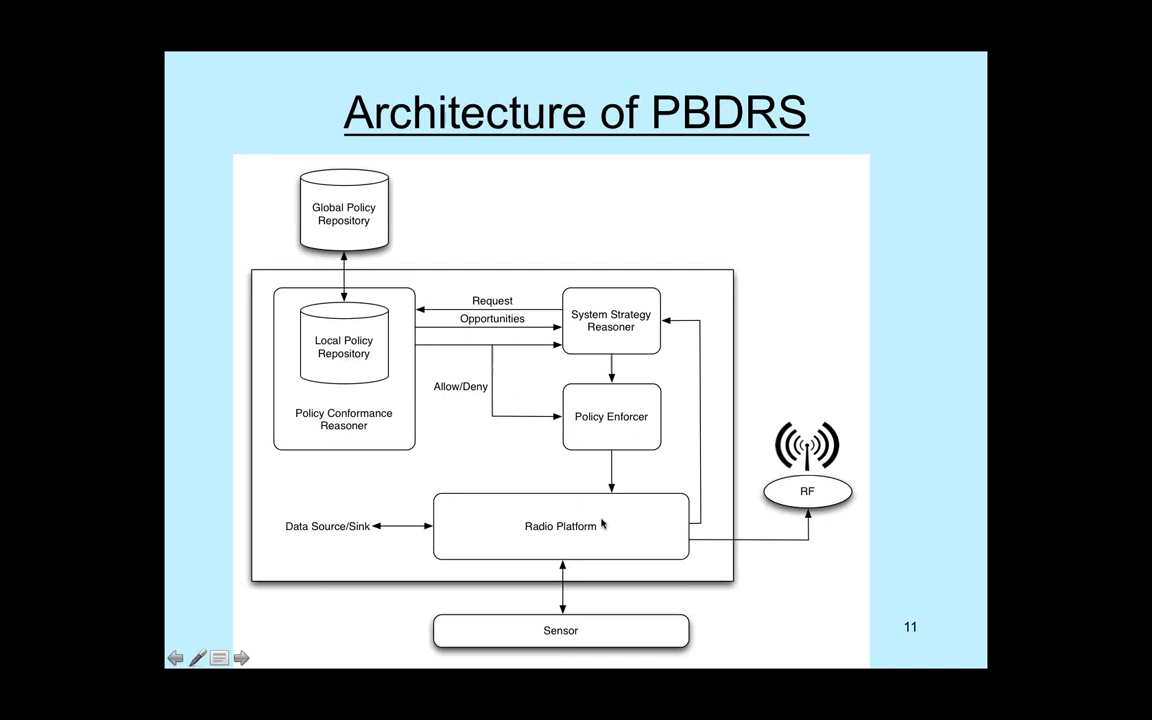 Architecture of PBDRS
Global Policy
Repository
Request
Opportunities
System Strategy
Reasoner
Local Policy
Repository
Allow/Deny
Policy Conformance
Reasoner
Policy Enforcer
RF
Data Source/Sink
Radio Platform
Sensor
11